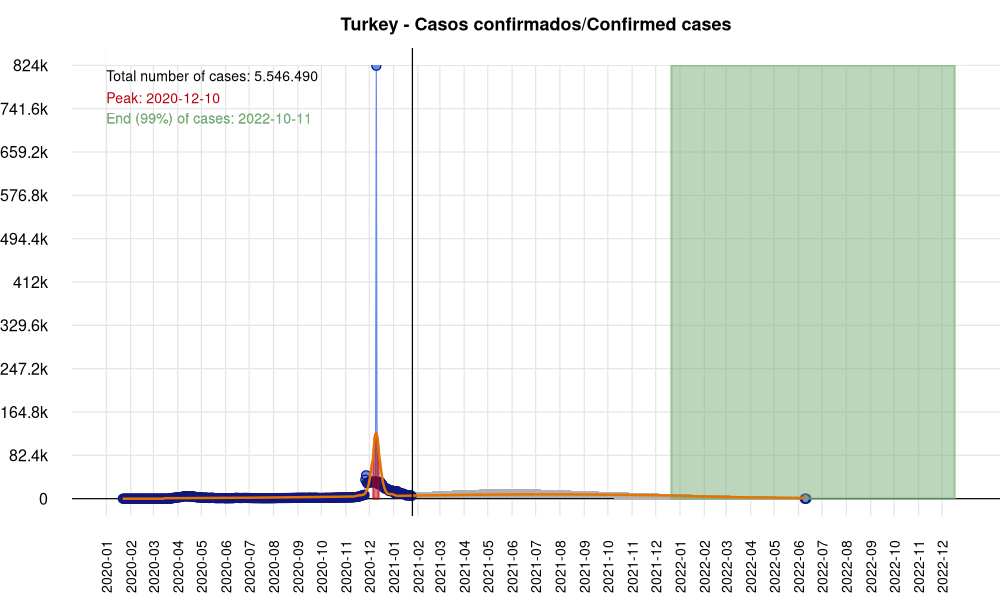 Turkey - Casos confirmados/Confirmed cases
824k
Total number of cases: 5.546.490
Peak: 2020-12-10
741.6k
End (99%) of cases: 2022-10-11
659.2k
576.8k
494.4k
412k
329.6k
247.2k
164.8k
82.4k
0
2020-01
2020-02
2020-03
2020-04
2020-05
2020-06
2020-07
2020-08
2020-09
2020-10
2020-11
2020-12
2021-01
2021-02
2021-03
2021-04
2021-05
2021-06
2021-07
2021-08
2021-09
2021-10
2021-11
2021-12
2022-01
2022-02
2022-03
2022-04
2022-05
2022-06
2022-07
2022-08
2022-09
2022-10
2022-11
2022-12